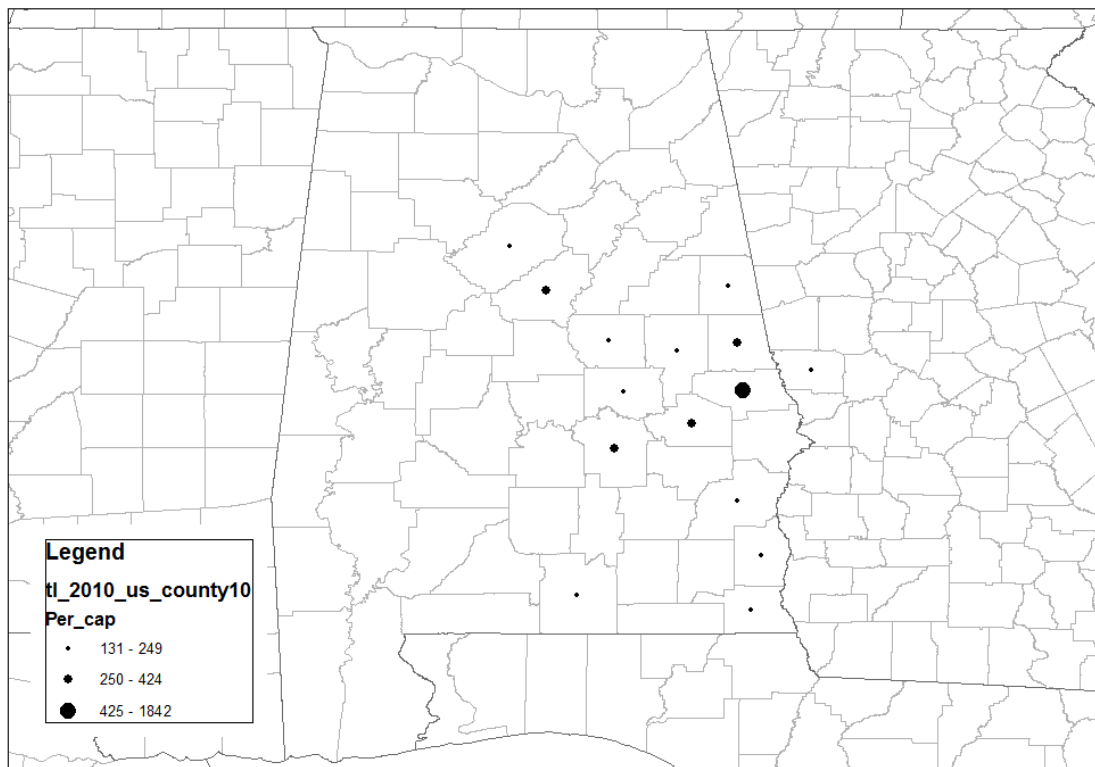 Legend
tl_2010_us_county10
Per_cap
131 - 249
250 - 424
425 - 1842